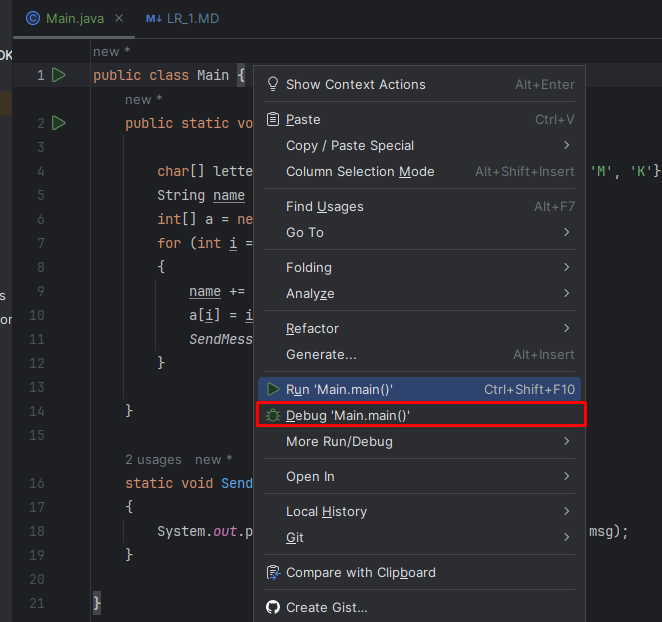 Main.java × M↓ LR_1.MD
OK
new *
1 public class Main {
new *
2 public static vo
3
4 char[] lette 'M', 'K'}
5 String name
6 int[] a = ne
7 for (int i =
8 {
9 name +=
10 a[i] = i
11 SendMess
12 }
13
14 }
15
2 usages new *
16 static void Send
17 {
18 System.out.p msg);
19 }
20
21 }
s
or
Show Context Actions Alt+Enter
Paste Ctrl+V
Copy / Paste Special
Column Selection Mode Alt+Shift+Insert
Find Usages Alt+F7
Go To
Folding
Analyze
Refactor
Generate... Alt+Insert
Run 'Main.main()' Ctrl+Shift+F10
Debug 'Main.main()'
More Run/Debug
Open In
Local History
Git
Compare with Clipboard
Create Gist...